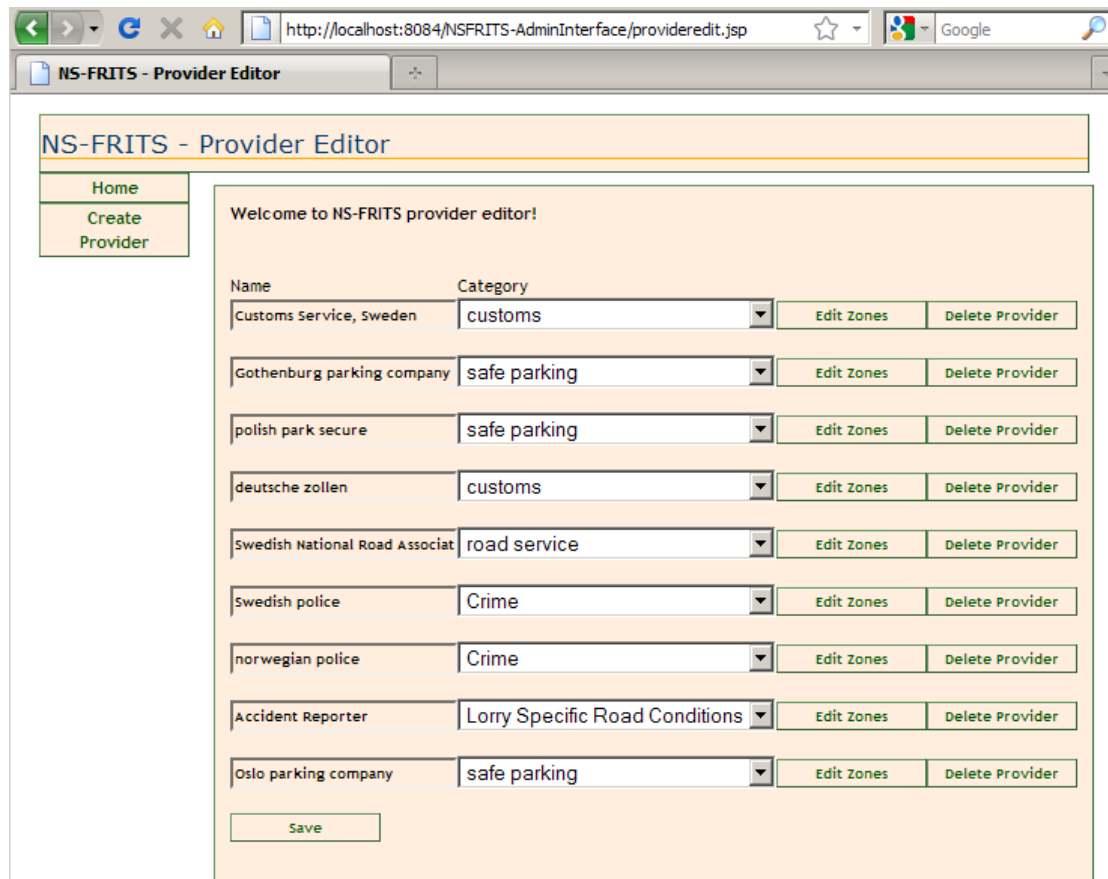 http://localhost:8084/NSFRITS-AdminInterface/provideredit.jsp Google
NS-FRITS - Provider Editor
NS-FRITS - Provider Editor
Home
Create
Provider
Welcome to NS-FRITS provider editor!
Name Category
Customs Service, Sweden customs Edit Zones Delete Provider
Gothenburg parking company safe parking Edit Zones Delete Provider
polish park secure safe parking Edit Zones Delete Provider
deutsche zollen customs Edit Zones Delete Provider
Swedish National Road Associat road service Edit Zones Delete Provider
Swedish police Crime Edit Zones Delete Provider
norwegian police Crime Edit Zones Delete Provider
Accident Reporter Lorry Specific Road Conditions Edit Zones Delete Provider
Oslo parking company safe parking Edit Zones Delete Provider
Save